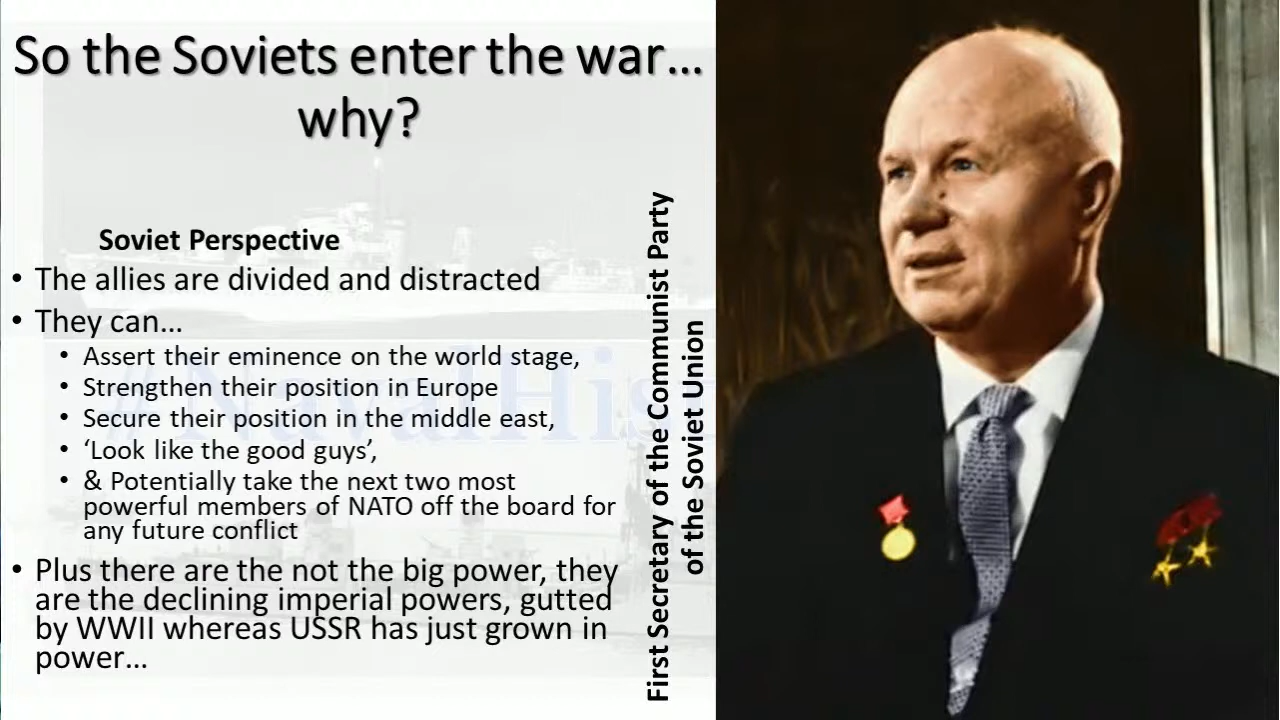 So the Soviets enter the war…
why?
Soviet Perspective
• The allies are divided and distracted
• They can…
• Assert their eminence on the world stage,
• Strengthen their position in Europe
• Secure their position in the middle east,
• ‘Look like the good guys’,
• & Potentially take the next two most
powerful members of NATO off the board for
any future conflict
• Plus there are the not the big power, they
are the declining imperial powers, gutted
by WWII whereas USSR has just grown in
power…
First Secretary of the Communist Party
of the Soviet Union
#NavalHist